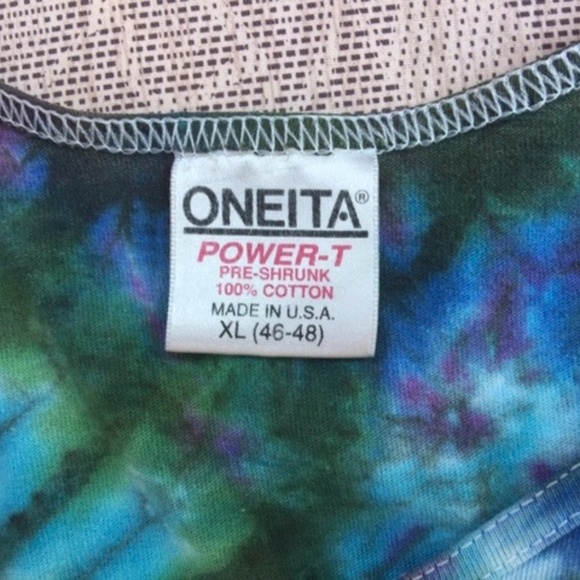 ONEITA®
POWER-T
PRE-SHRUNK
100% COTTON
MADE IN U.S.A.
XL (46-48)